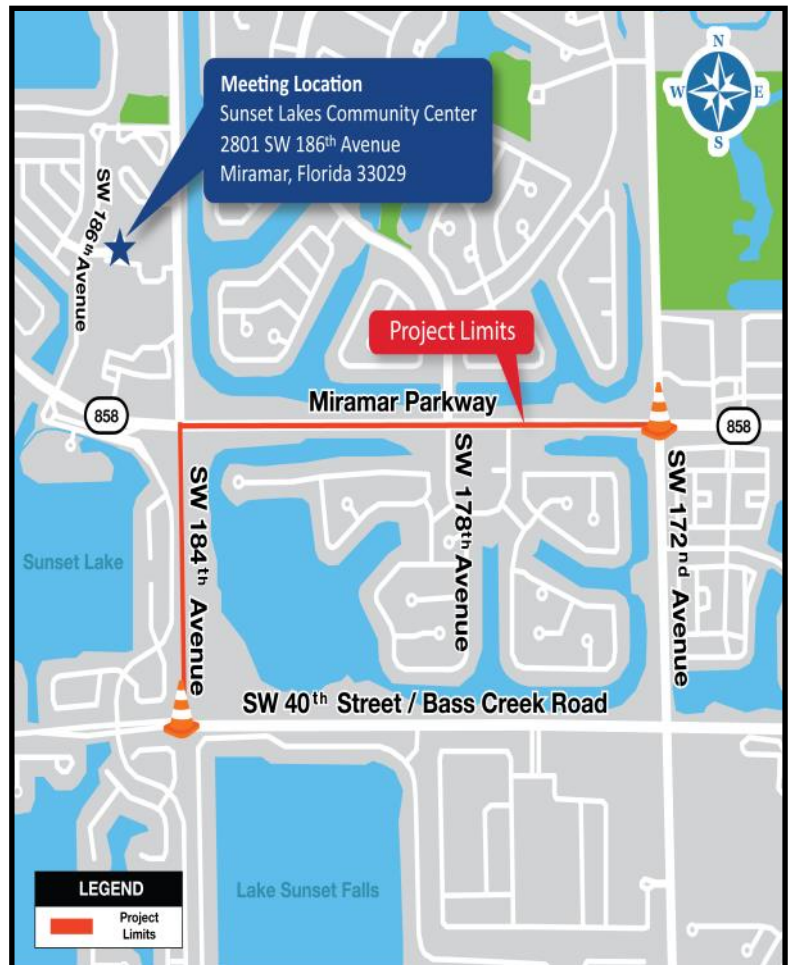 N
W
E
S
Meeting Location
Sunset Lakes Community Center
2801 SW 186th Avenue
Miramar, Florida 33029
SW 186th Avenue
Project Limits
Miramar Parkway
858
858
SW 184th Avenue
SW 178th Avenue
SW 172nd Avenue
Sunset Lake
SW 40th Street / Bass Creek Road
Lake Sunset Falls
LEGEND
Project
Limits